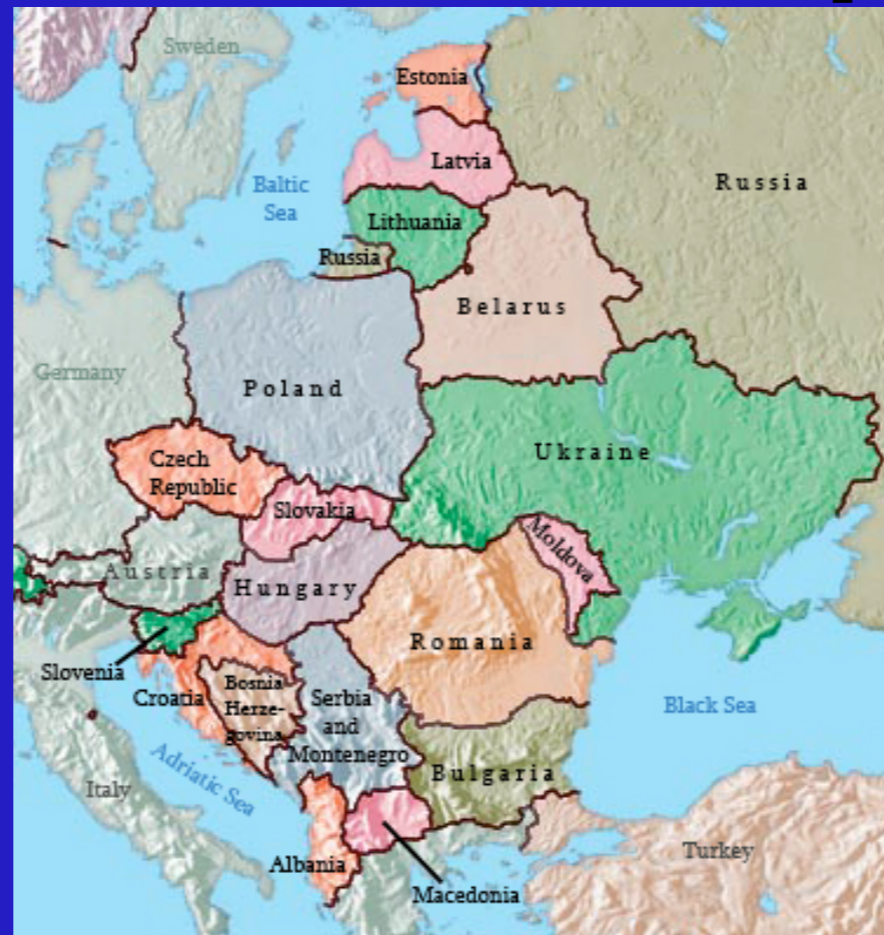 Sweden
Estonia
Latvia
Russia
Baltic
Sea
Lithuania
Russia
Belarus
Germany
Poland
Ukraine
Czech
Republic
Slovakia
Moldova
Austria
Hungary
Romania
Slovenia
Croatia
Bosnia
Herze-
govina
Serbia
and
Montenegro
Black Sea
Adriatic Sea
Italy
Bulgaria
Albania
Macedonia
Turkey